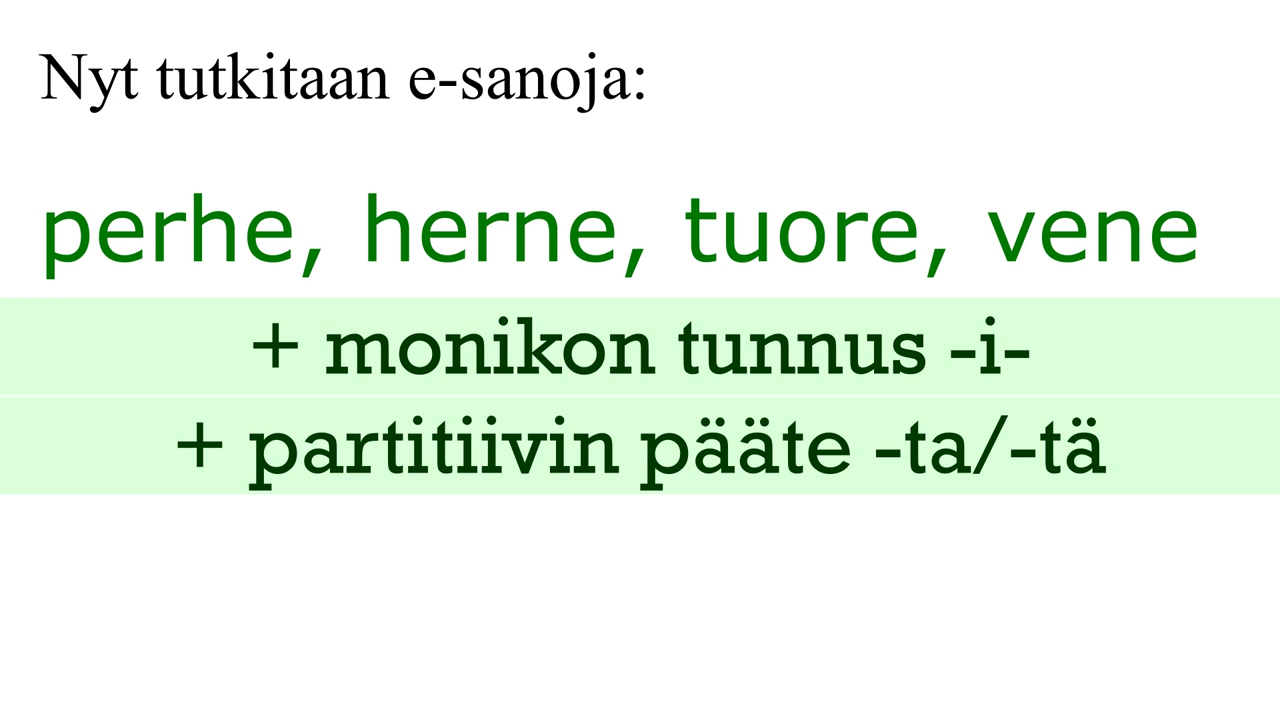 Nyt tutkitaan e-sanoja:
perhe, herne, tuore, vene
+ monikon tunnus -i-
+ partitiivin pääte -ta/-tä